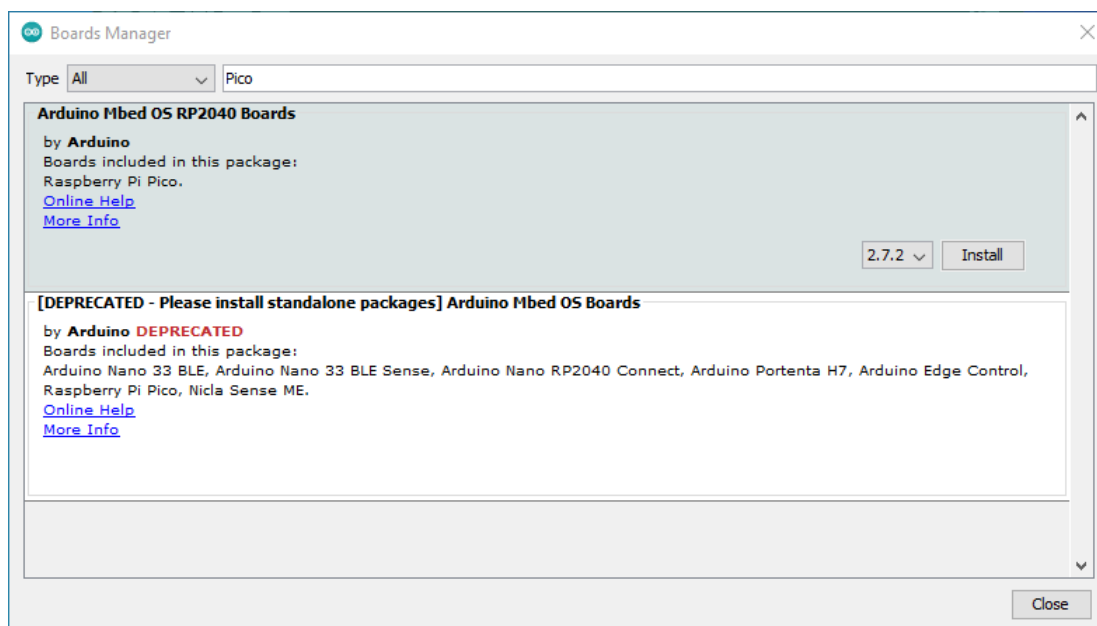 Boards Manager
Type All Pico
Arduino Mbed OS RP2040 Boards
by Arduino
Boards included in this package:
Raspberry Pi Pico.
Online Help
More Info
2.7.2 Install
[DEPRECATED - Please install standalone packages] Arduino Mbed OS Boards
by Arduino DEPRECATED
Boards included in this package:
Arduino Nano 33 BLE, Arduino Nano 33 BLE Sense, Arduino Nano RP2040 Connect, Arduino Portenta H7, Arduino Edge Control,
Raspberry Pi Pico, Nicla Sense ME.
Online Help
More Info
Close